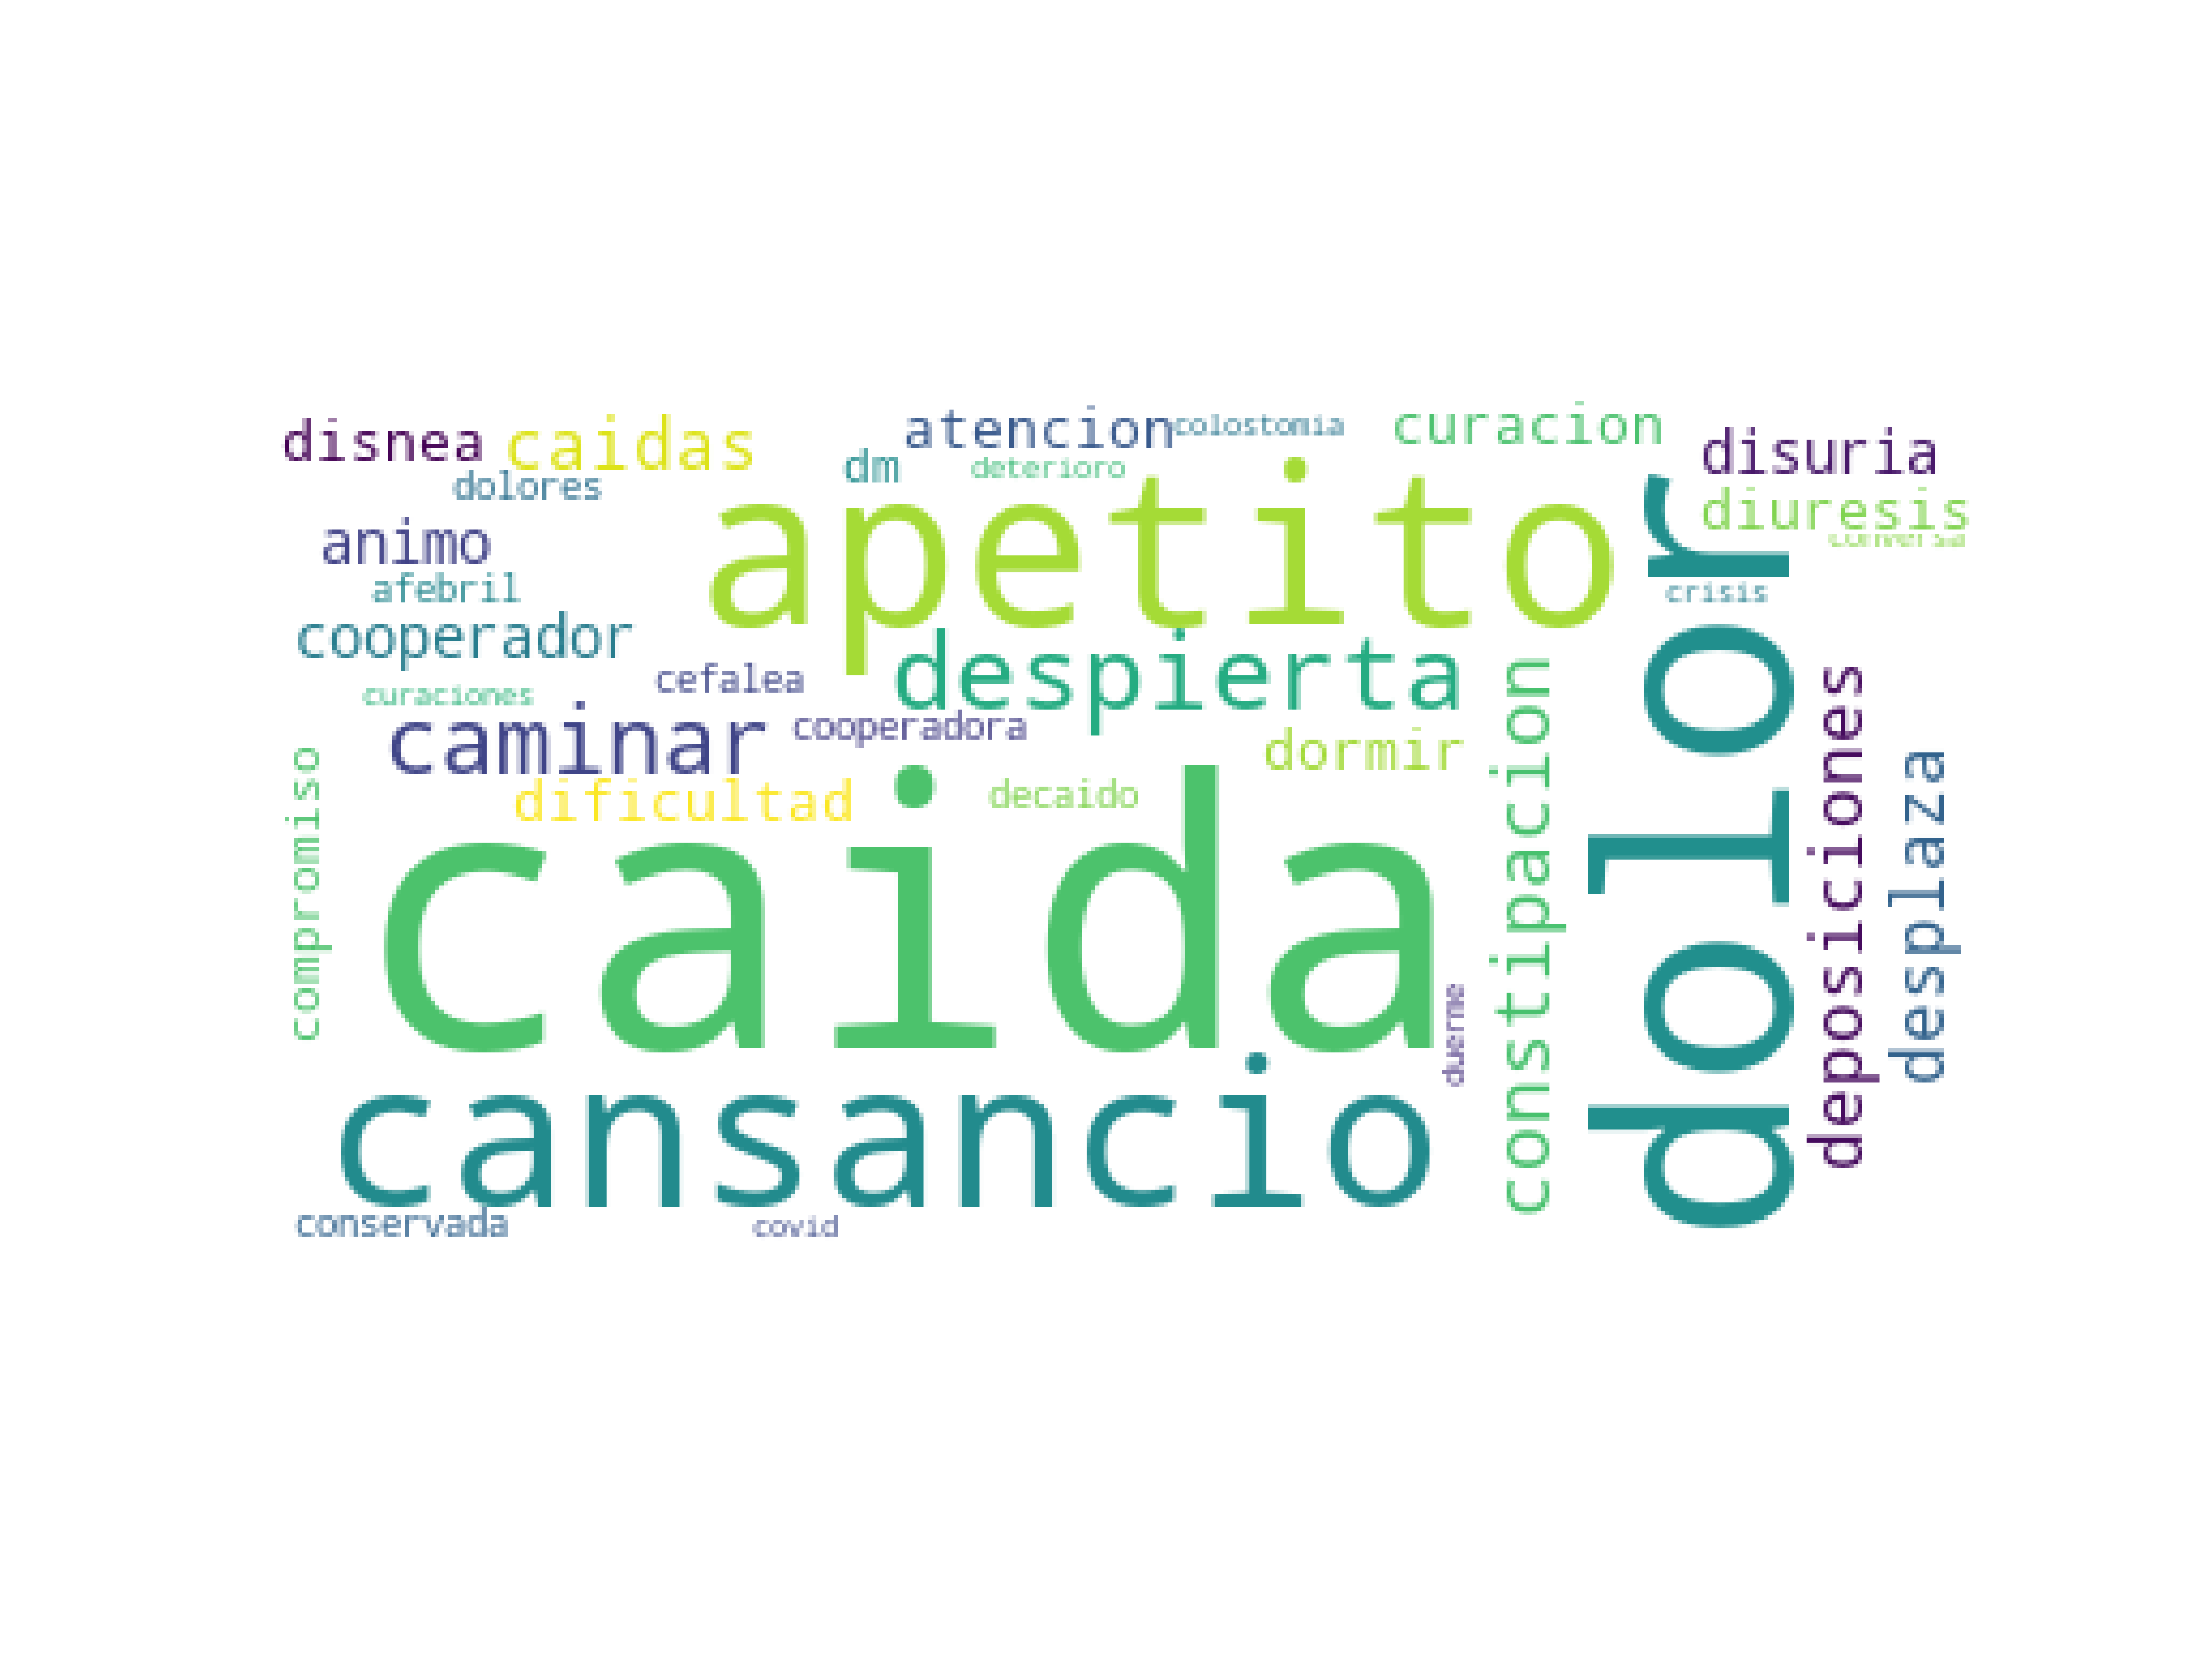 disnea
caidas
atencion
colostomia
curacion
disuria
dolores
dm
deterioro
apetito
diuresis
conversa
animo
afebril
crisis
cooperador
cefalea
despierta
curaciones
caminar
cooperadora
dormir
dificultad
decaido
compromiso
caida
duerme
constipacion
dolor
deposiciones
desplaza
cansancio
conservada
covid